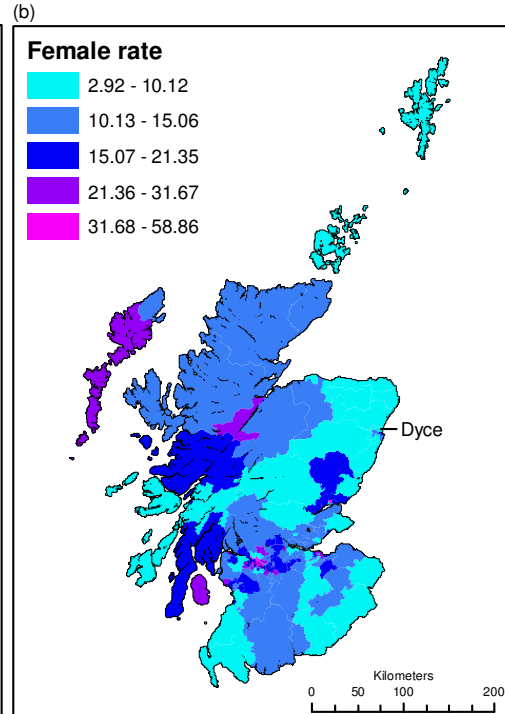 (b)
Female rate
2.92 - 10.12
10.13 - 15.06
15.07 - 21.35
21.36 - 31.67
31.68 - 58.86
Dyce
Kilometers
0 50 100 200